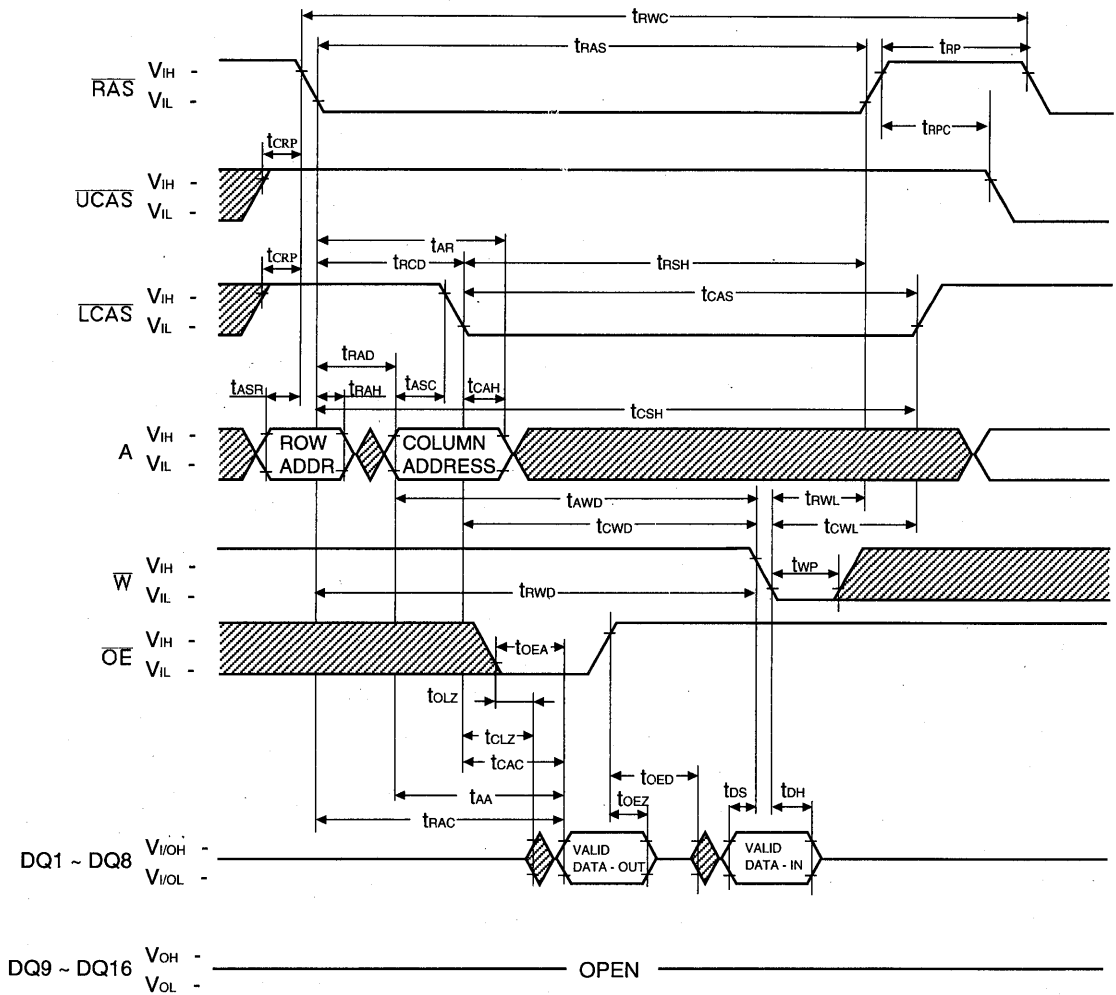 tRWC
tRAS
tRP
RAS
VIH -
VIL -
tRPC
tCRP
UCAS
VIH -
VIL -
tAR
tCRP
tRCD
tRSH
LCAS
VIH -
VIL -
tCAS
tRAD
tASR
tRAH
tASC
tCAH
tCSH
A
VIH -
VIL -
ROW
ADDR
COLUMN
ADDRESS
tAWD
tRWL
tCWD
tCWL
W
VIH -
VIL -
tWP
tRWD
OE
VIH -
VIL -
tOEA
tOLZ
tCLZ
tCAC
tOED
tAA
tOEZ
tDS
tDH
tRAC
DQ1 ~ DQ8
VI/OH -
VI/OL -
VALID
DATA - OUT
VALID
DATA - IN
DQ9 ~ DQ16
VOH -
VOL -
OPEN